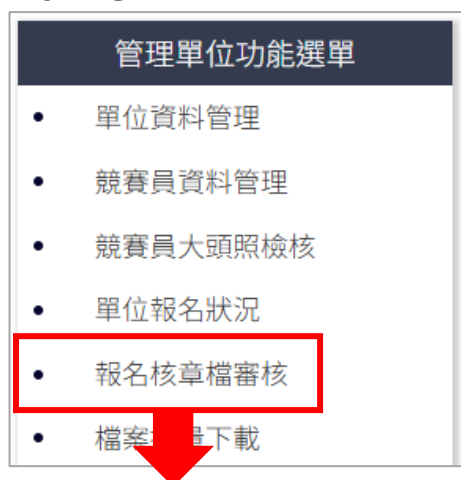 管理單位功能選單
單位資料管理
競賽員資料管理
競賽員大頭照檢核
單位報名狀況
報名核章檔審核
檔案下載